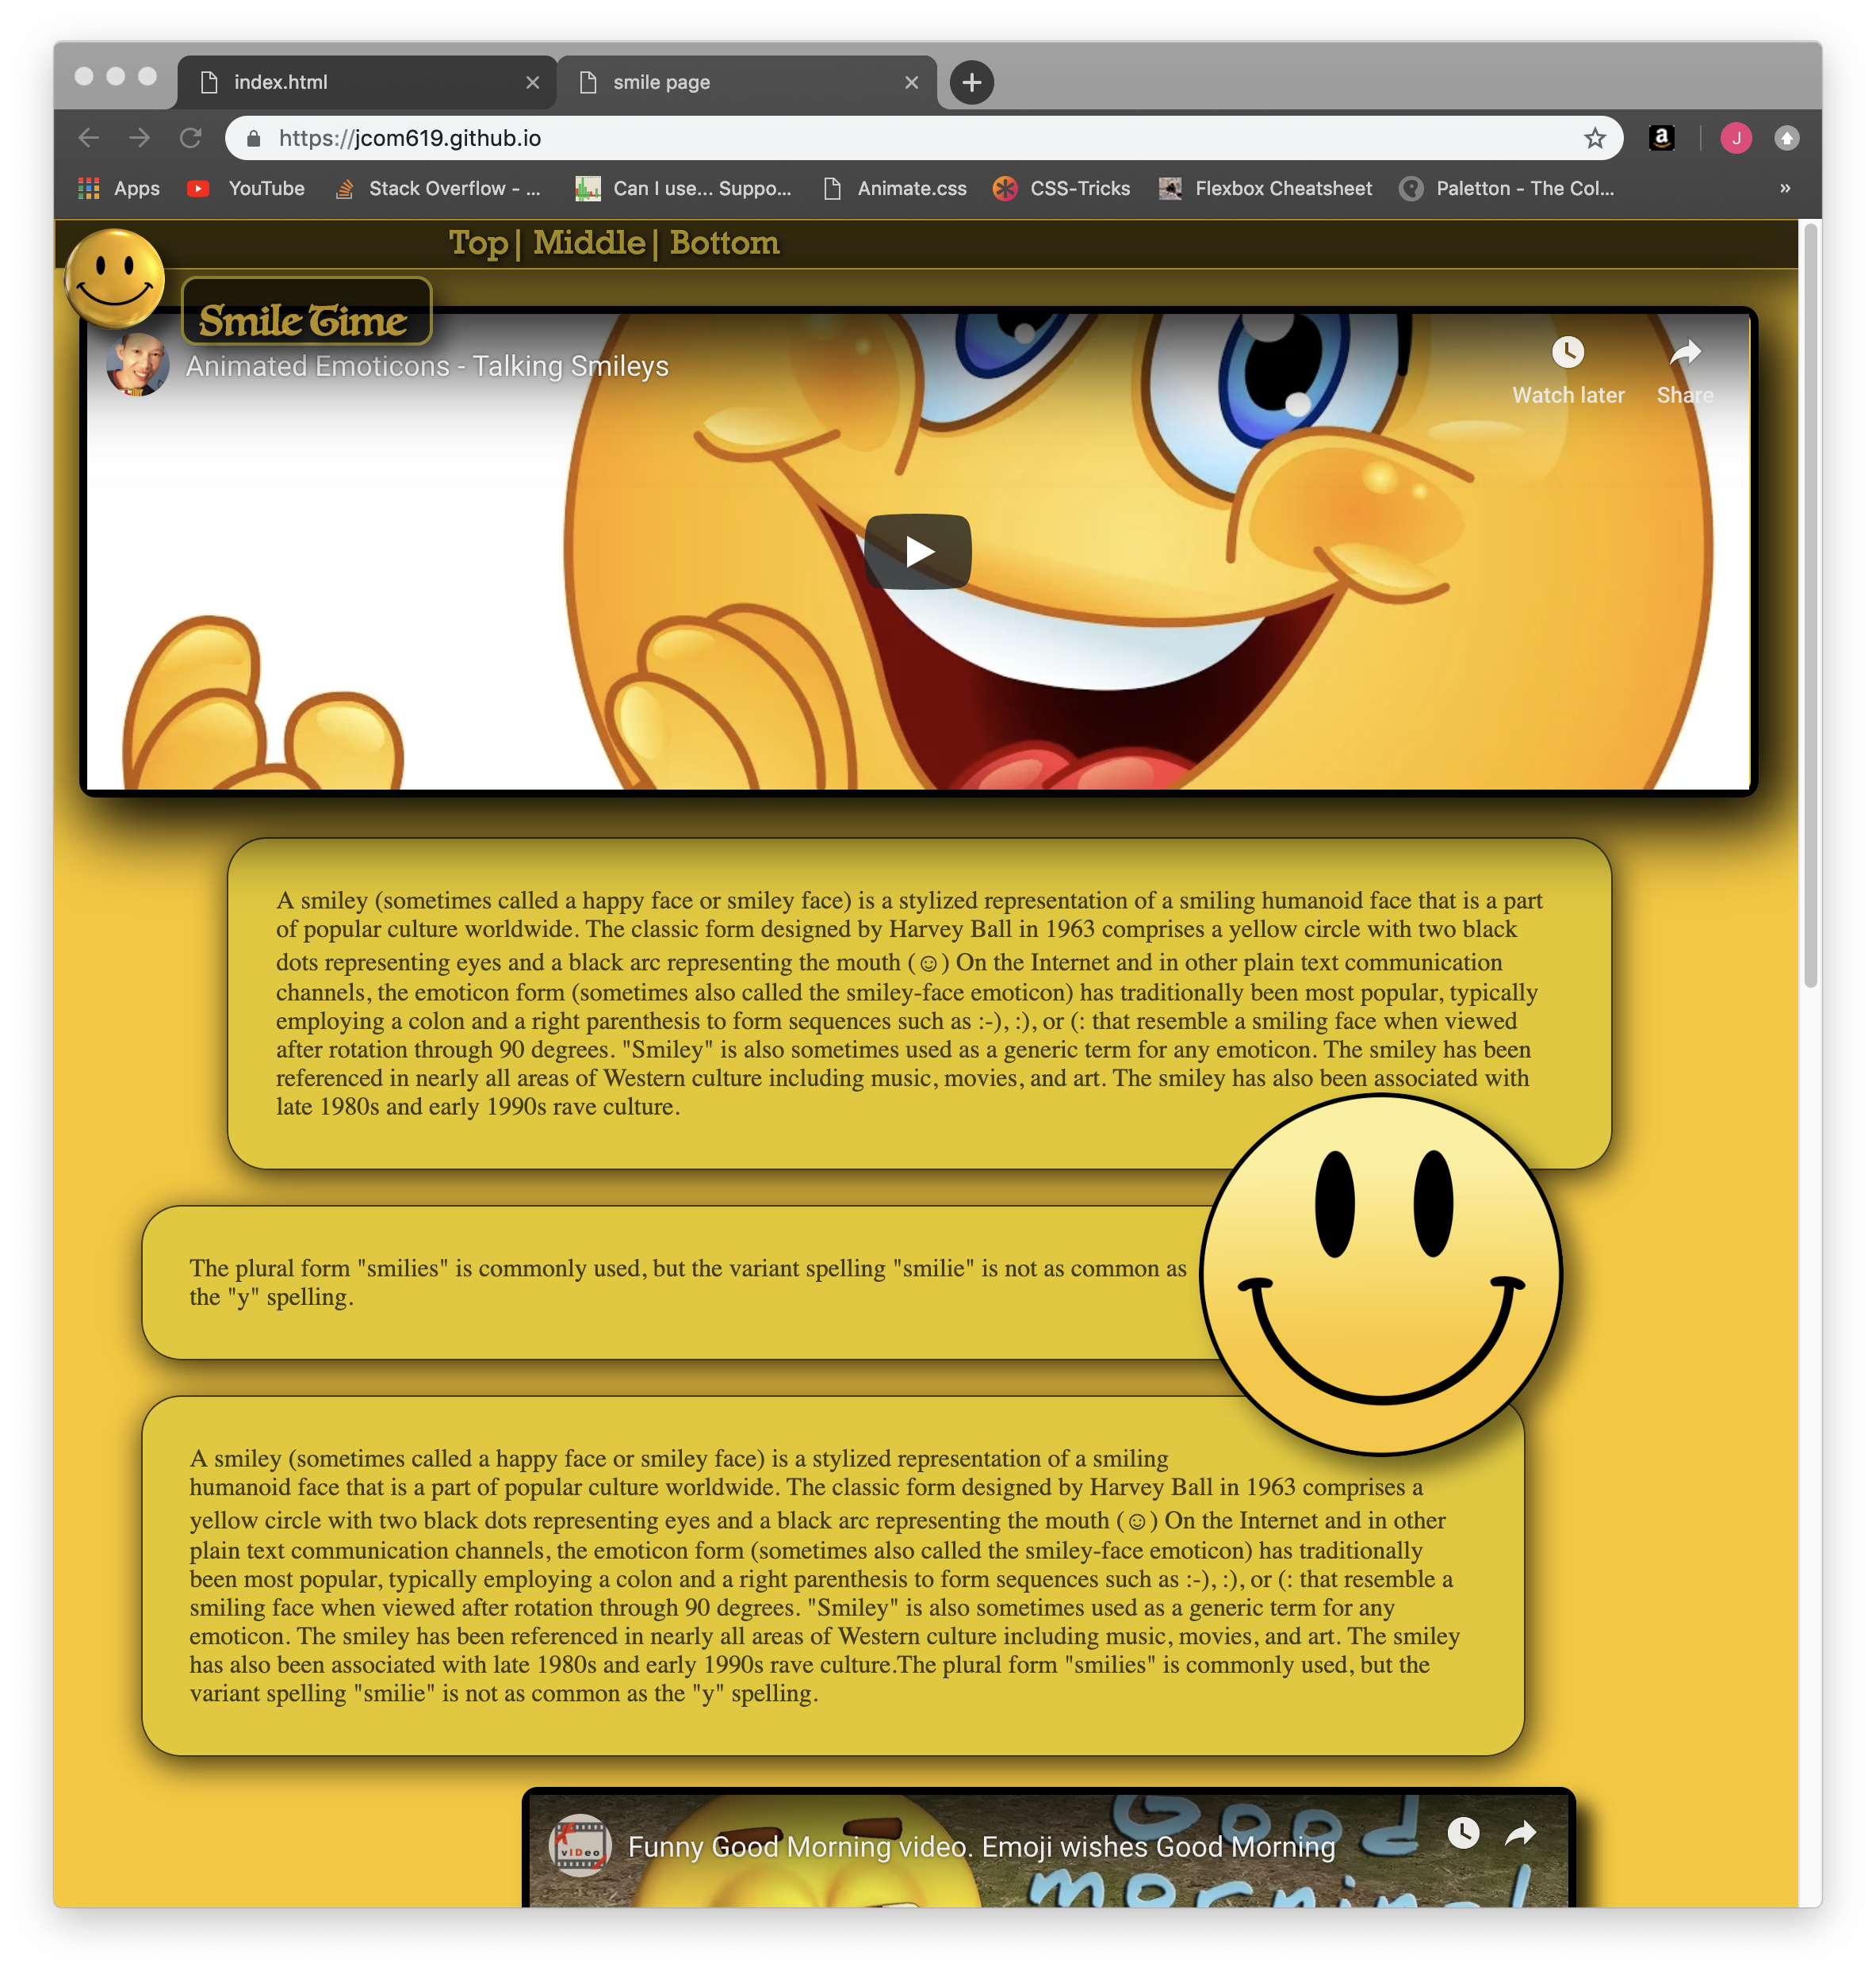 index.html
smile page
https://jcom619.github.io
a
J
Apps
YouTube
Stack Overflow - ...
Can I use... Suppo...
Animate.css
CSS-Tricks
Flexbox Cheatsheet
Paletton - The Col...
»
Top| Middle| Bottom
Smile Time
Animated Emoticons - Talking Smileys
Watch later
Share
A smiley (sometimes called a happy face or smiley face) is a stylized representation of a smiling humanoid face that is a part
of popular culture worldwide. The classic form designed by Harvey Ball in 1963 comprises a yellow circle with two black
dots representing eyes and a black arc representing the mouth (☺) On the Internet and in other plain text communication
channels, the emoticon form (sometimes also called the smiley-face emoticon) has traditionally been most popular, typically
employing a colon and a right parenthesis to form sequences such as :-), :), or (: that resemble a smiling face when viewed
after rotation through 90 degrees. "Smiley" is also sometimes used as a generic term for any emoticon. The smiley has been
referenced in nearly all areas of Western culture including music, movies, and art. The smiley has also been associated with
late 1980s and early 1990s rave culture.
The plural form "smilies" is commonly used, but the variant spelling "smilie" is not as common as
the "y" spelling.
A smiley (sometimes called a happy face or smiley face) is a stylized representation of a smiling
humanoid face that is a part of popular culture worldwide. The classic form designed by Harvey Ball in 1963 comprises a
yellow circle with two black dots representing eyes and a black arc representing the mouth (☺) On the Internet and in other
plain text communication channels, the emoticon form (sometimes also called the smiley-face emoticon) has traditionally
been most popular, typically employing a colon and a right parenthesis to form sequences such as :-), :), or (: that resemble a
smiling face when viewed after rotation through 90 degrees. "Smiley" is also sometimes used as a generic term for any
emoticon. The smiley has been referenced in nearly all areas of Western culture including music, movies, and art. The smiley
has also been associated with late 1980s and early 1990s rave culture.The plural form "smilies" is commonly used, but the
variant spelling "smilie" is not as common as the "y" spelling.
vIDeo
Funny Good Morning video. Emoji wishes Good Morning
Good
morning!